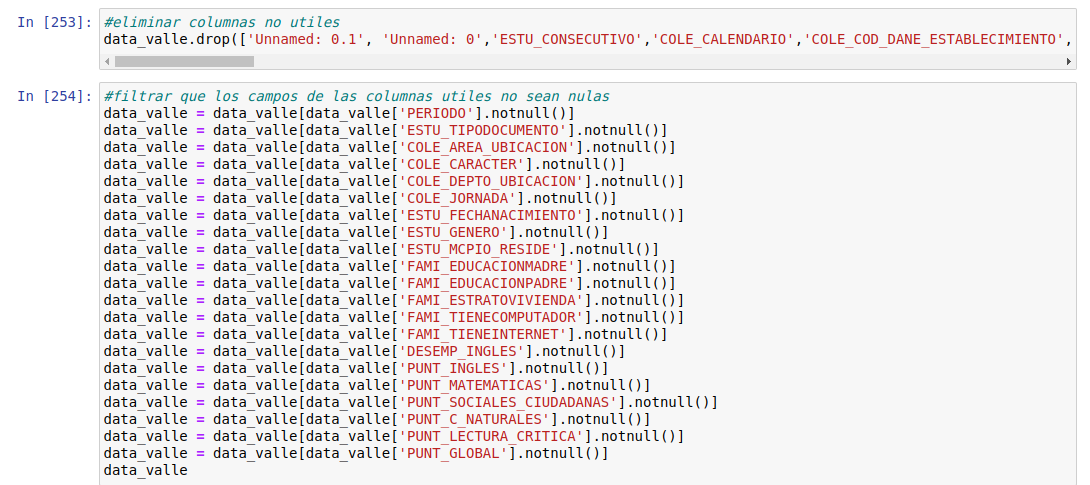 In [253]: #eliminar columnas no utiles
data_valle.drop(['Unnamed: 0.1', 'Unnamed: 0','ESTU_CONSECUTIVO','COLE_CALENDARIO','COLE_COD_DANE_ESTABLECIMIENTO',
In [254]: #filtrar que los campos de las columnas utiles no sean nulas
data_valle = data_valle[data_valle['PERIODO'].notnull()]
data_valle = data_valle[data_valle['ESTU_TIPODOCUMENTO'].notnull()]
data_valle = data_valle[data_valle['COLE_AREA_UBICACION'].notnull()]
data_valle = data_valle[data_valle['COLE_CARACTER'].notnull()]
data_valle = data_valle[data_valle['COLE_DEPTO_UBICACION'].notnull()]
data_valle = data_valle[data_valle['COLE_JORNADA'].notnull()]
data_valle = data_valle[data_valle['ESTU_FECHANACIMIENTO'].notnull()]
data_valle = data_valle[data_valle['ESTU_GENERO'].notnull()]
data_valle = data_valle[data_valle['ESTU_MCPIO_RESIDE'].notnull()]
data_valle = data_valle[data_valle['FAMI_EDUCACIONMADRE'].notnull()]
data_valle = data_valle[data_valle['FAMI_EDUCACIONPADRE'].notnull()]
data_valle = data_valle[data_valle['FAMI_ESTRATOVIVIENDA'].notnull()]
data_valle = data_valle[data_valle['FAMI_TIENECOMPUTADOR'].notnull()]
data_valle = data_valle[data_valle['FAMI_TIENEINTERNET'].notnull()]
data_valle = data_valle[data_valle['DESEMP_INGLES'].notnull()]
data_valle = data_valle[data_valle['PUNT_INGLES'].notnull()]
data_valle = data_valle[data_valle['PUNT_MATEMATICAS'].notnull()]
data_valle = data_valle[data_valle['PUNT_SOCIALES_CIUDADANAS'].notnull()]
data_valle = data_valle[data_valle['PUNT_C_NATURALES'].notnull()]
data_valle = data_valle[data_valle['PUNT_LECTURA_CRITICA'].notnull()]
data_valle = data_valle[data_valle['PUNT_GLOBAL'].notnull()]
data_valle